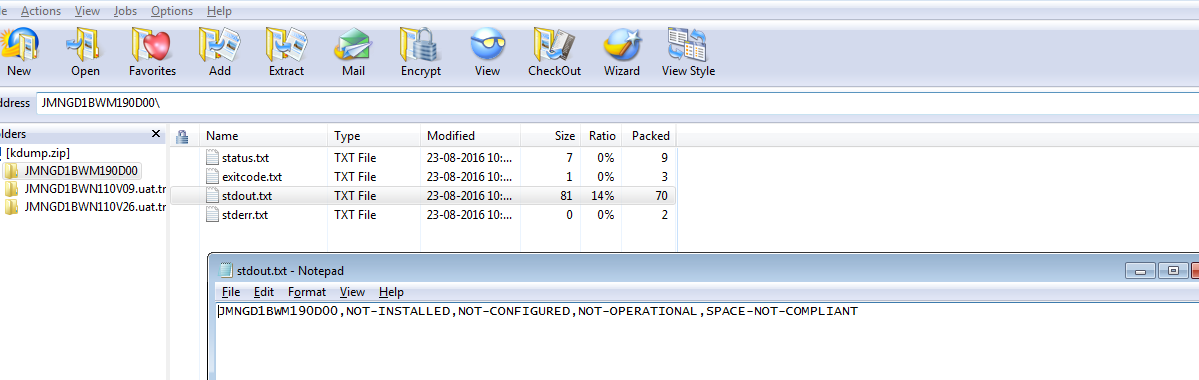 Actions View Jobs Options Help
New Open Favorites Add Extract Mail Encrypt View CheckOut Wizard View Style
ddress JMNGD1BWM190D00\
olders Name Type Modified Size Ratio Packed
[kdump.zip] status.txt TXT File 23-08-2016 10:... 7 0% 9
JMNGD1BWM190D00 exitcode.txt TXT File 23-08-2016 10:... 1 0% 3
JMNGD1BWN110V09.uat.tr stdout.txt TXT File 23-08-2016 10:... 81 14% 70
JMNGD1BWN110V26.uat.tr stderr.txt TXT File 23-08-2016 10:... 0 0% 2
stdout.txt - Notepad
File Edit Format View Help
JMNGD1BWM190D00,NOT-INSTALLED,NOT-CONFIGURED,NOT-OPERATIONAL,SPACE-NOT-COMPLIANT